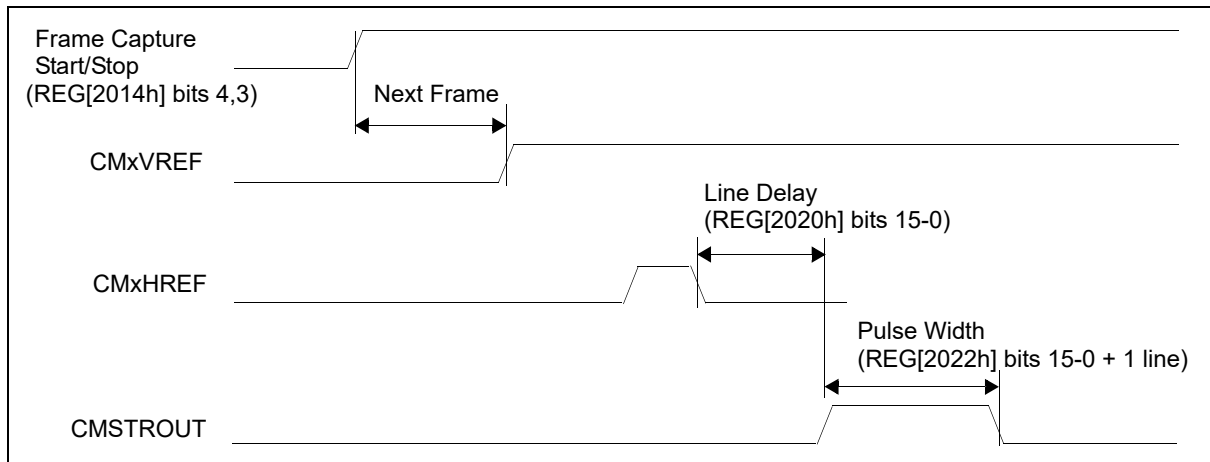 Frame Capture
Start/Stop
(REG[2014h] bits 4,3)
Next Frame
CMxVREF
Line Delay
(REG[2020h] bits 15-0)
CMxHREF
Pulse Width
(REG[2022h] bits 15-0 + 1 line)
CMSTROUT